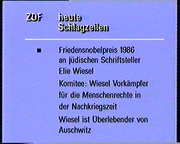 ZDF heute
Schlagzeilen
Friedensnobelpreis 1986
an jüdischen Schriftsteller
Elie Wiesel
Komitee: Wiesel Vorkämpfer
für die Menschenrechte in
der Nachkriegszeit
Wiesel ist Überlebender von
Auschwitz